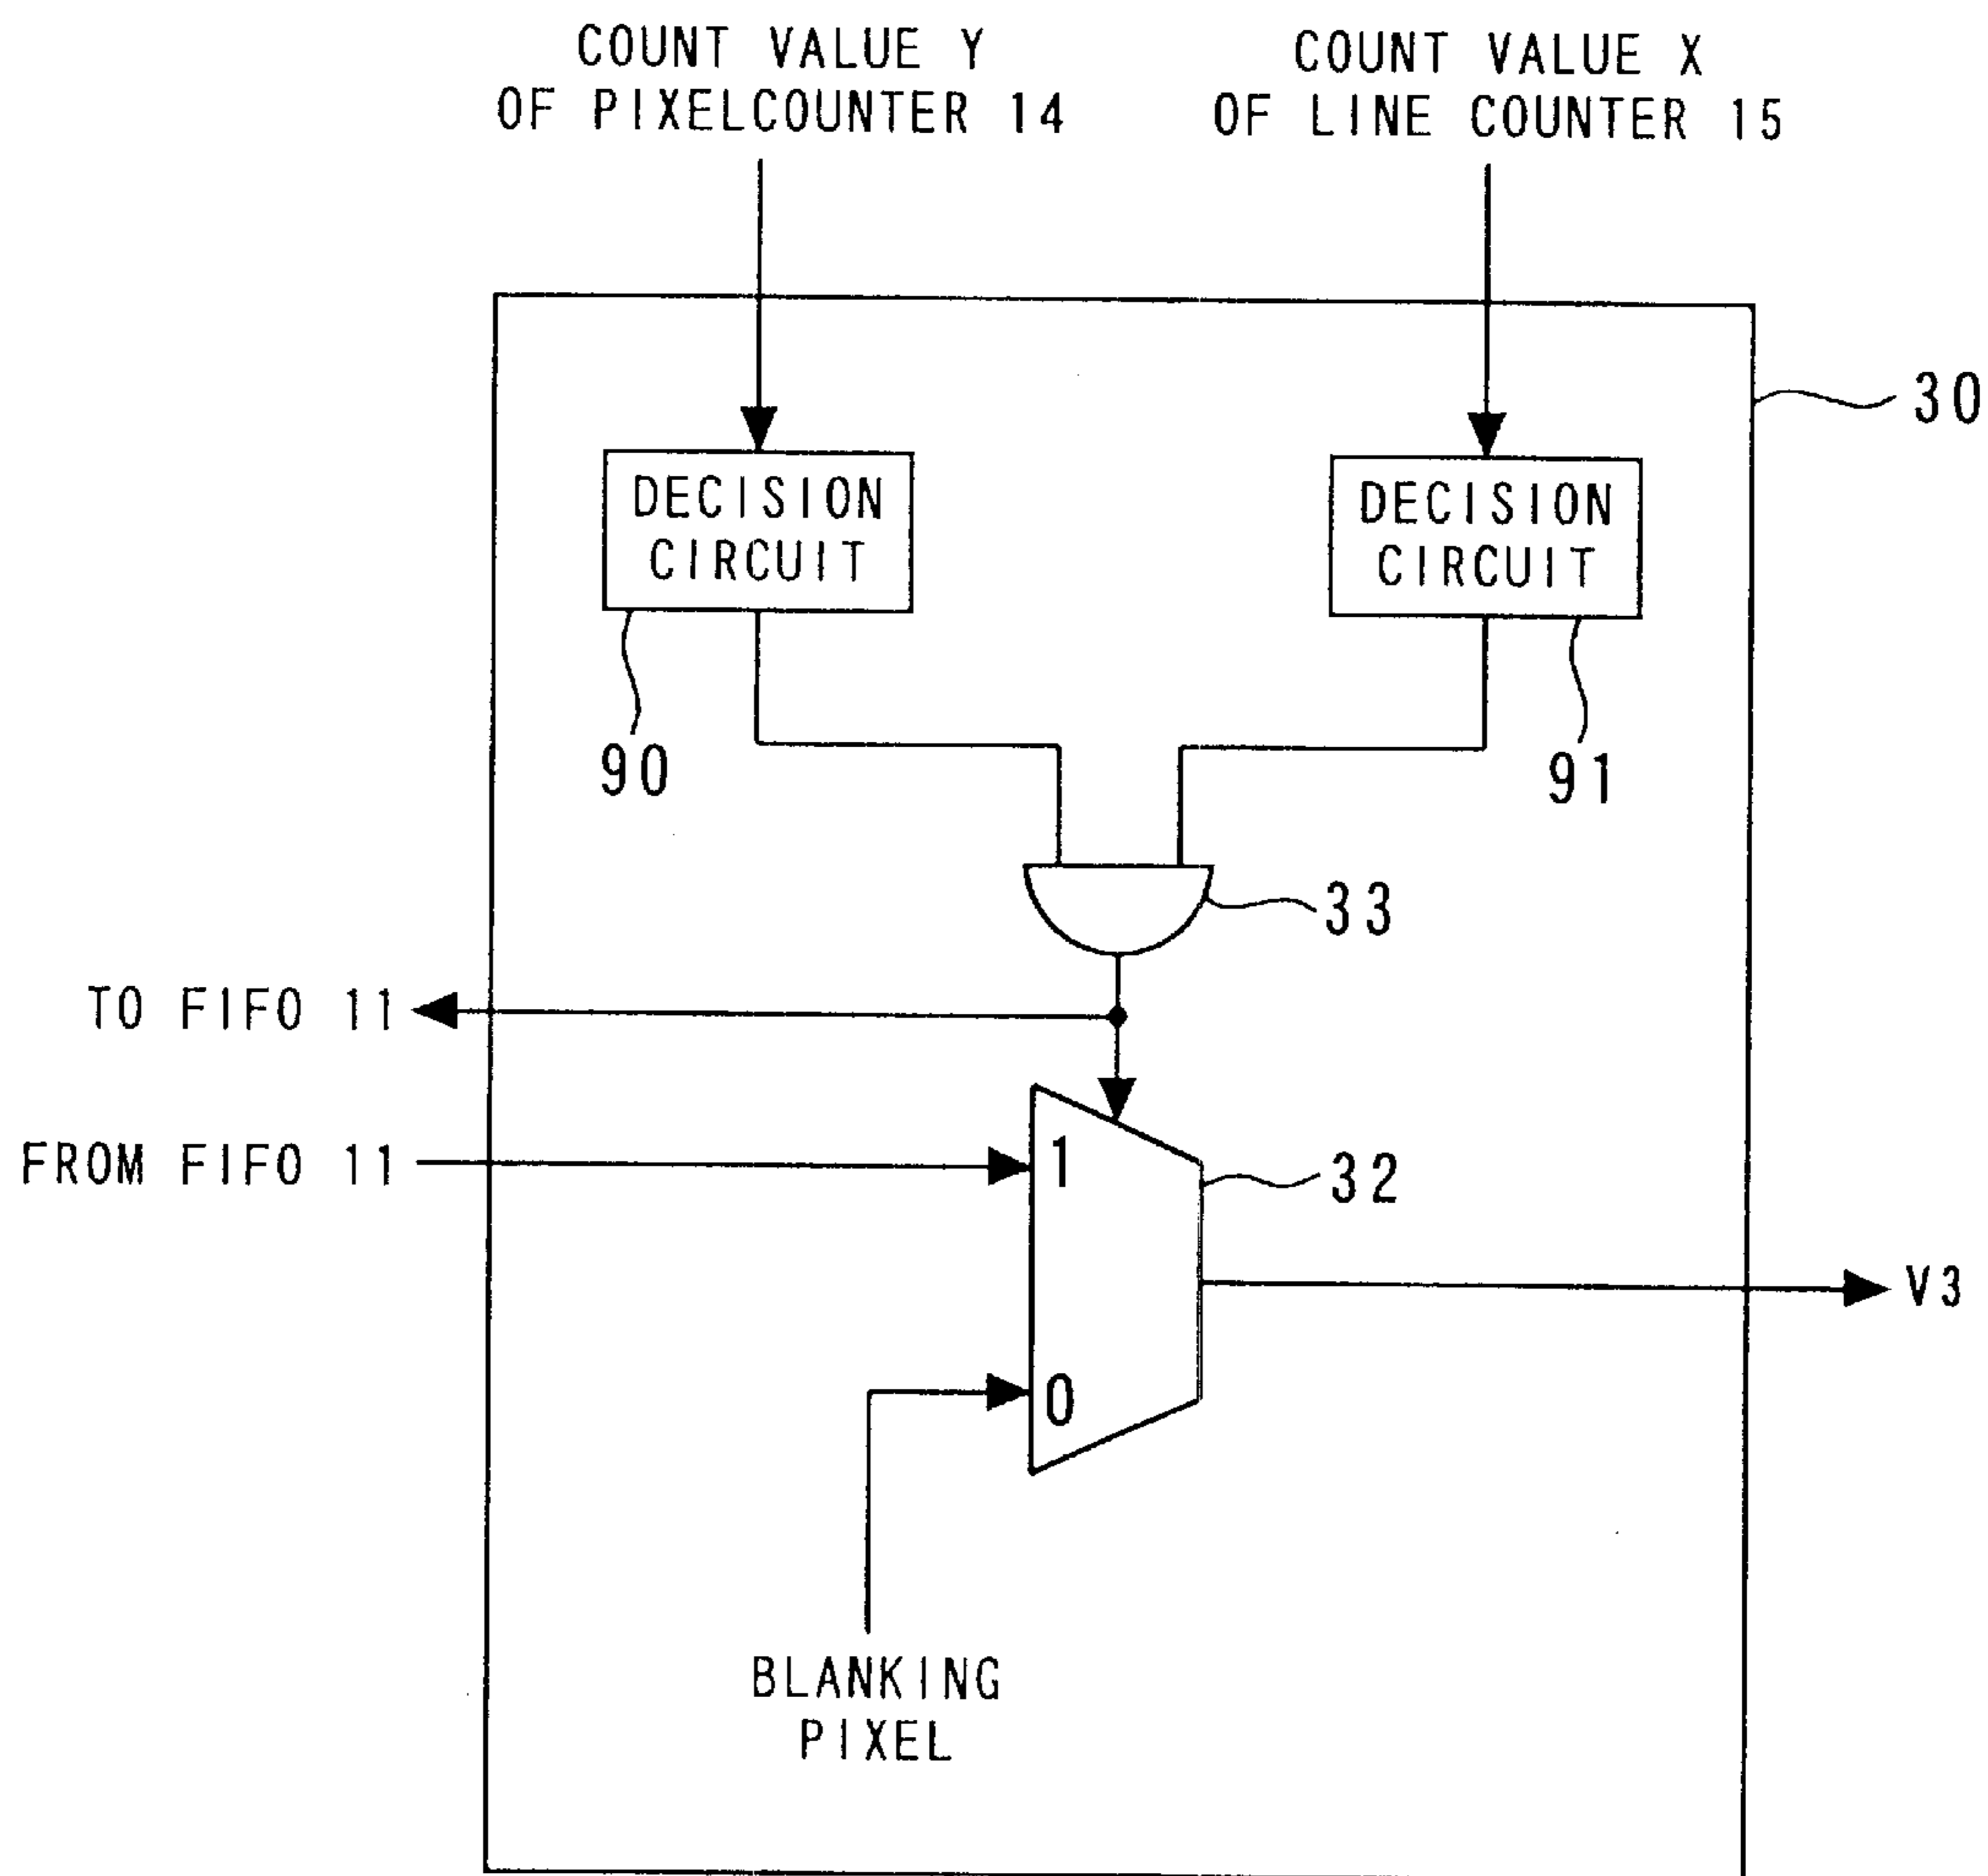 COUNT VALUE Y
OF PIXELCOUNTER 14
COUNT VALUE X
OF LINE COUNTER 15
30
DECISION
CIRCUIT
DECISION
CIRCUIT
90
91
33
TO FIFO 11
FROM FIFO 11
1
32
V3
0
BLANKING
PIXEL